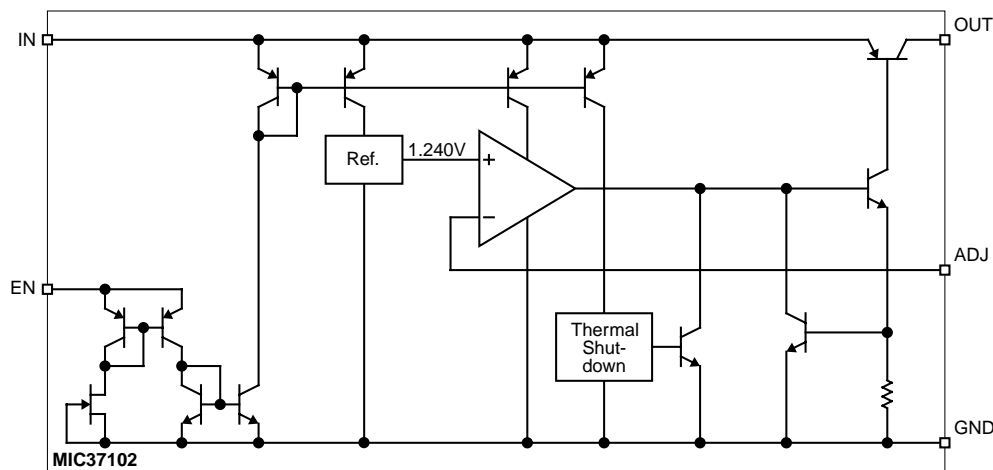 IN
OUT
Ref.
1.240V
+
−
ADJ
EN
Thermal
Shut-
down
GND
MIC37102